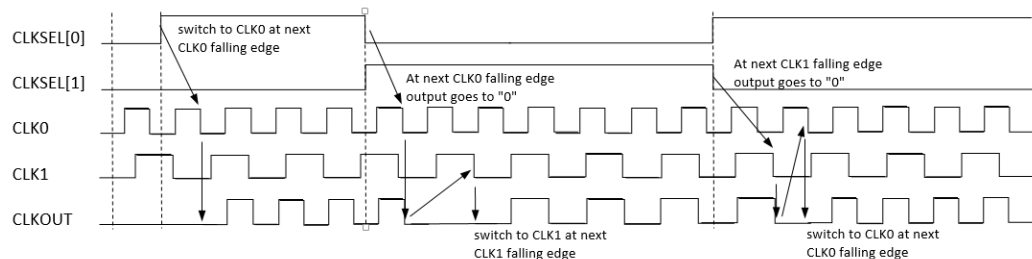 CLKSEL[0]
switch to CLK0 at next
CLK0 falling edge
CLKSEL[1]
At next CLK0 falling edge
output goes to "0"
At next CLK1 falling edge
output goes to "0"
CLK0
CLK1
CLKOUT
switch to CLK1 at next
CLK1 falling edge
switch to CLK0 at next
CLK0 falling edge